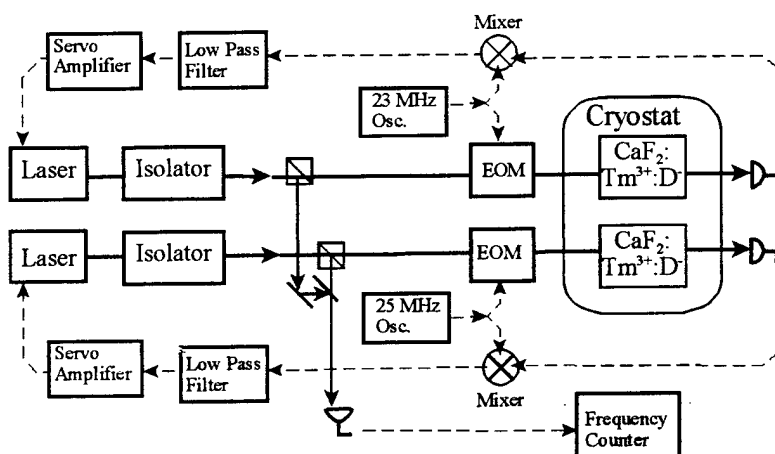 Mixer
Servo
Amplifier
Low Pass
Filter
23 MHz
Osc.
Cryostat
Laser
Isolator
EOM
CaF₂:
Tm³⁺:D⁻
Laser
Isolator
EOM
CaF₂:
Tm³⁺:D⁻
25 MHz
Osc.
Servo
Amplifier
Low Pass
Filter
Mixer
Frequency
Counter